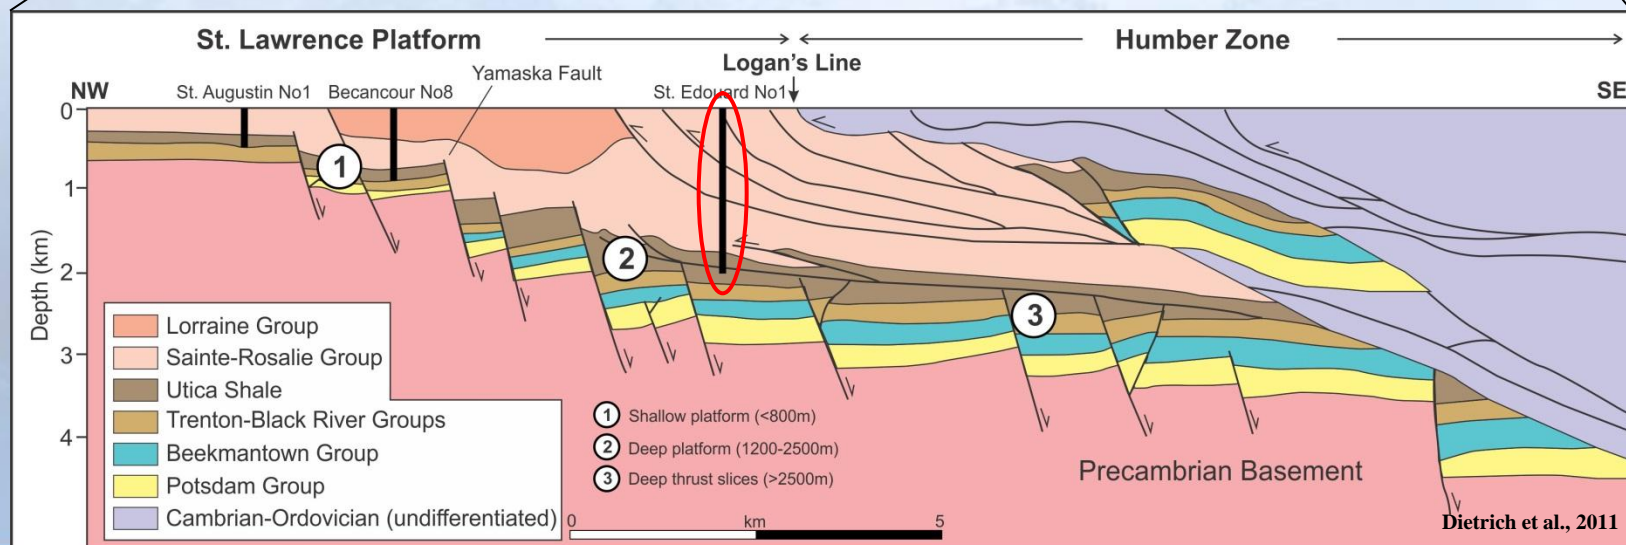 St. Lawrence Platform
Humber Zone
Logan's Line
Yamaska Fault
NW
St. Augustin No1
Becancour No8
St. Edouard No1
SE
0
1
2
3
4
Depth (km)
1
2
3
Lorraine Group
Sainte-Rosalie Group
Utica Shale
Trenton-Black River Groups
Beekmantown Group
Potsdam Group
Cambrian-Ordovician (undifferentiated)
1 Shallow platform (<800m)
2 Deep platform (1200-2500m)
3 Deep thrust slices (>2500m)
Precambrian Basement
0 km 5
Dietrich et al., 2011